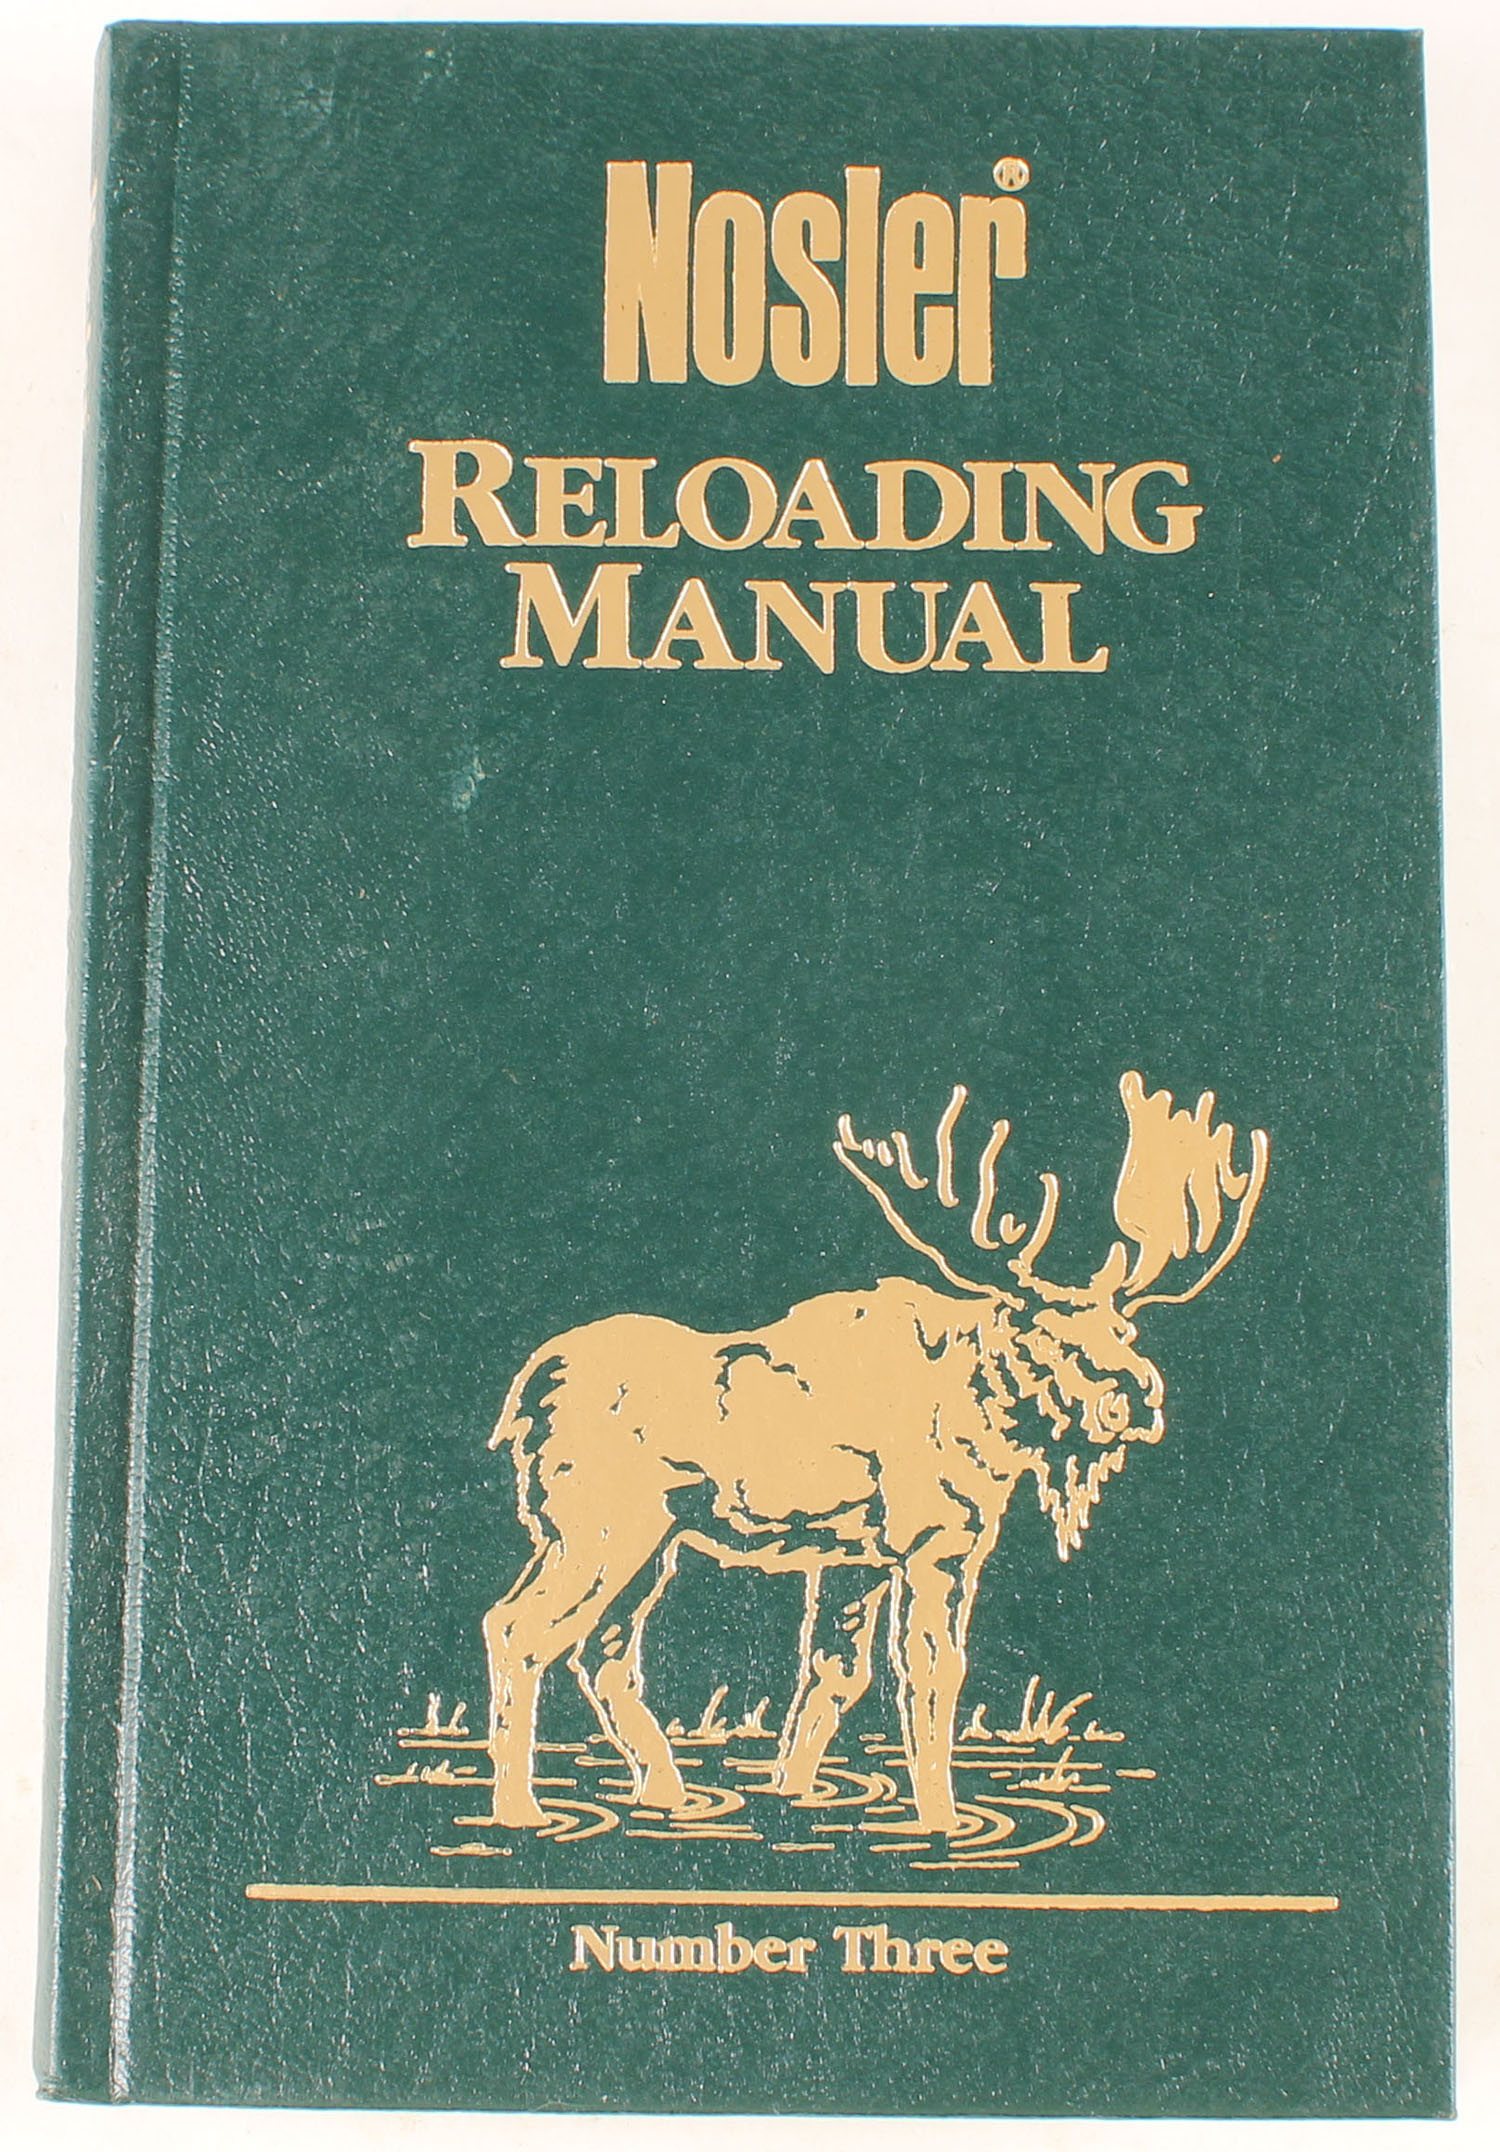 Nosler®
RELOADING
MANUAL
Number Three